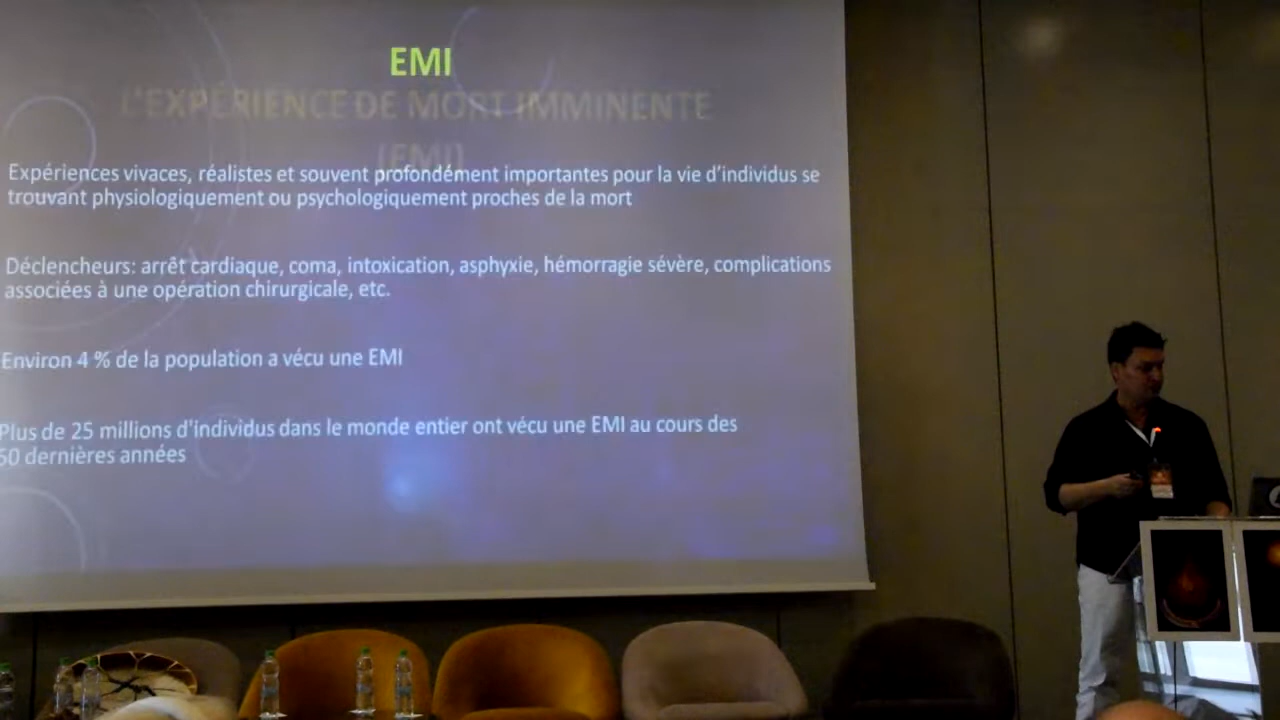 EMI
L'EXPÉRIENCE DE MORT IMMINENTE
(EMI)
Expériences vivaces, réalistes et souvent profondément importantes pour la vie d'individus se
trouvant physiologiquement ou psychologiquement proches de la mort
Déclencheurs: arrêt cardiaque, coma, intoxication, asphyxie, hémorragie sévère, complications
associées à une opération chirurgicale, etc.
Environ 4 % de la population a vécu une EMI
Plus de 25 millions d'individus dans le monde entier ont vécu une EMI au cours des
50 dernières années